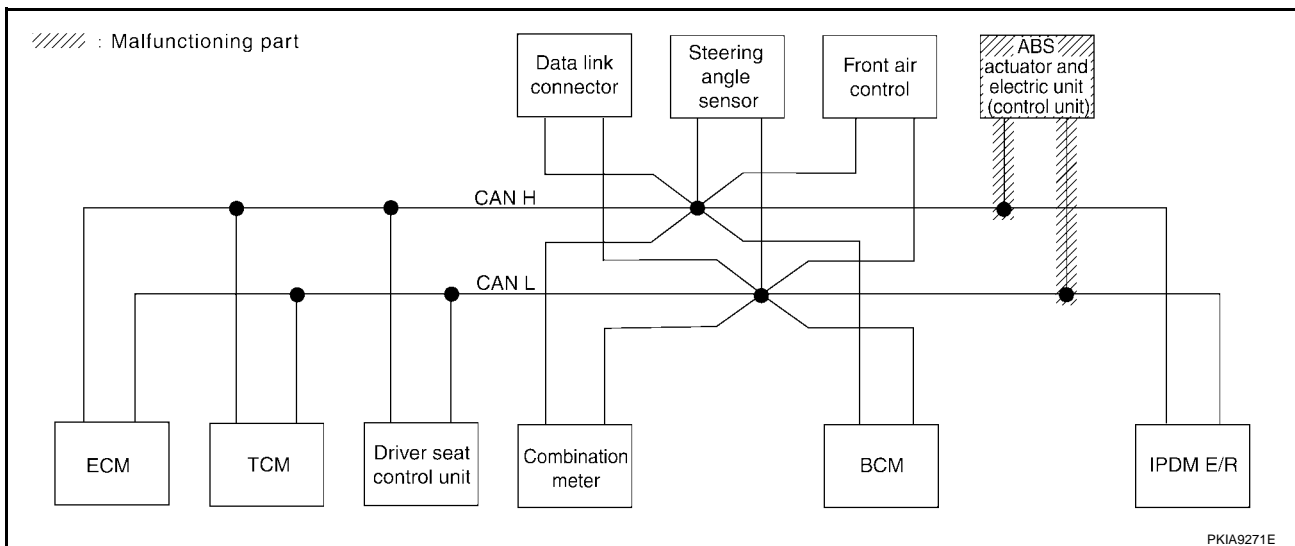 : Malfunctioning part
Data link
connector
Steering
angle
sensor
Front air
control
ABS
actuator and
electric unit
(control unit)
CAN H
CAN L
ECM
TCM
Driver seat
control unit
Combination
meter
BCM
IPDM E/R
PKIA9271E